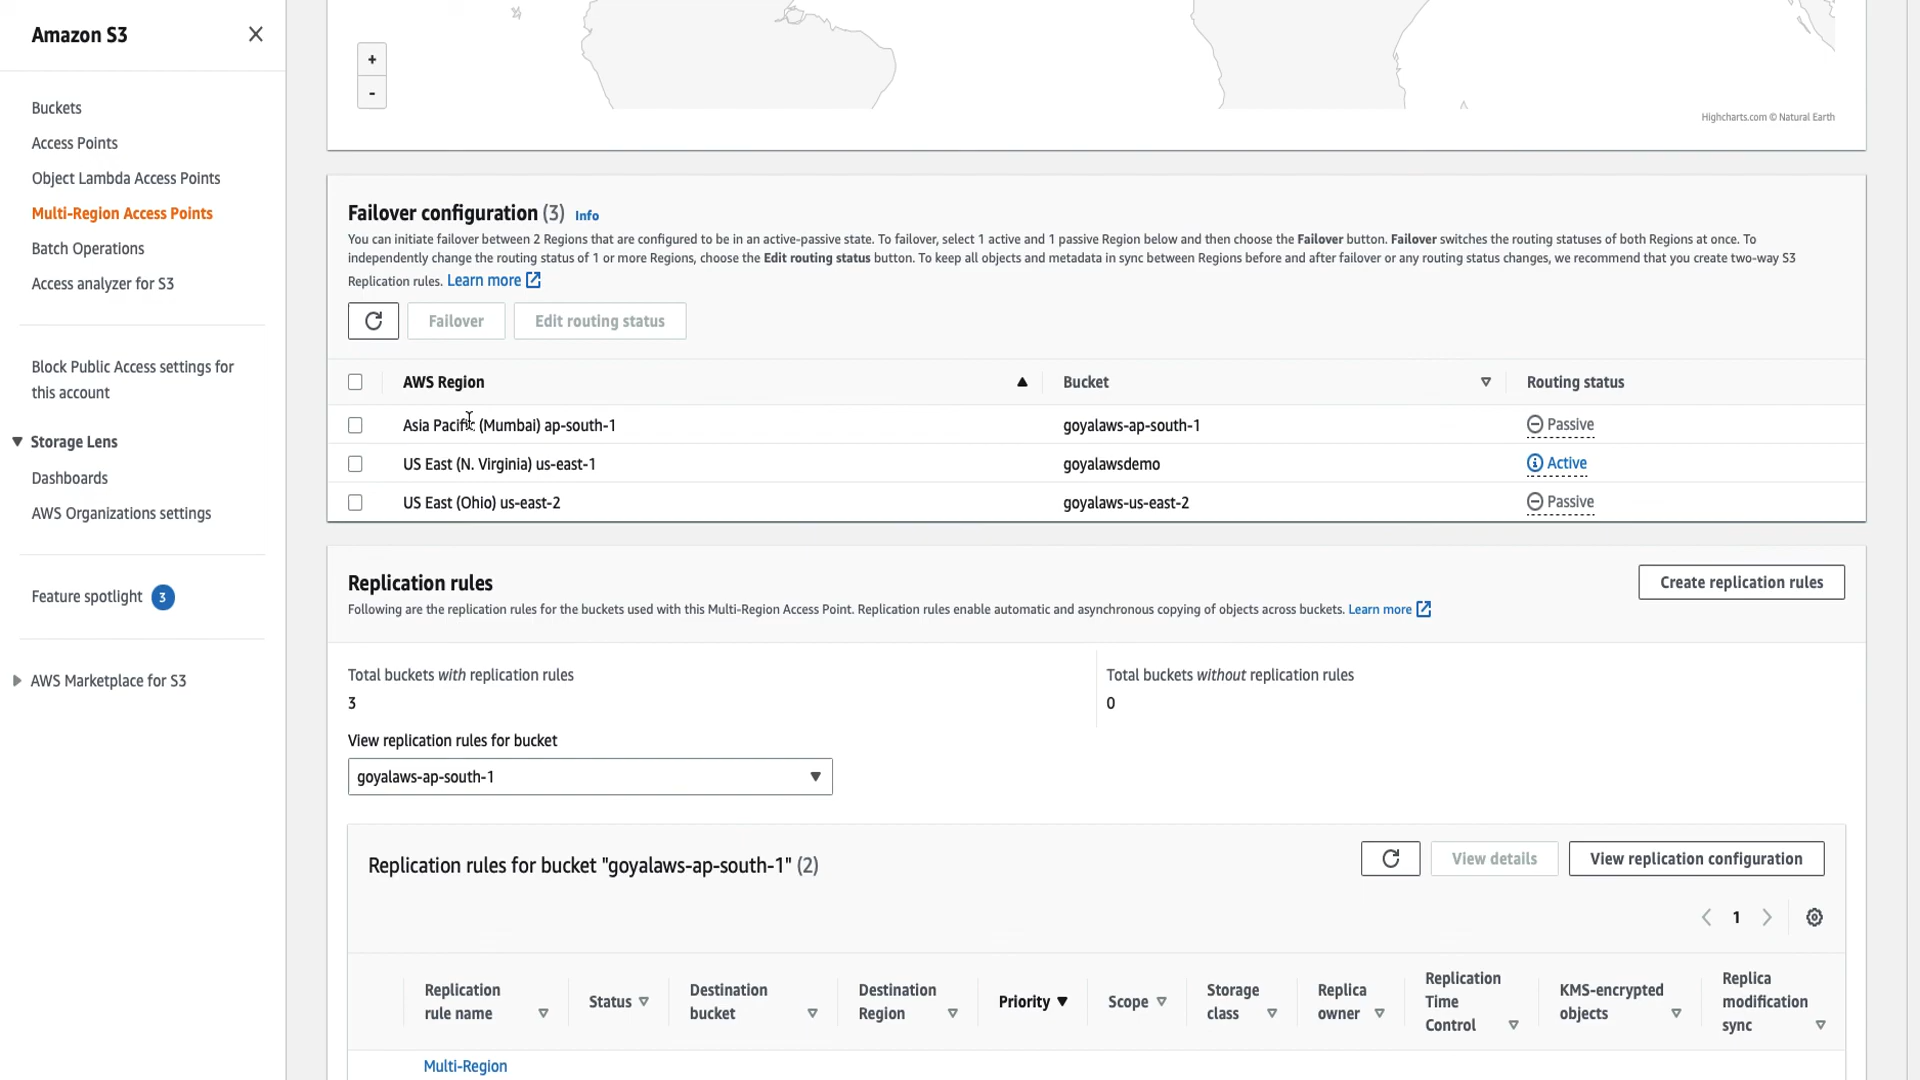 Amazon S3
Buckets
Access Points
Object Lambda Access Points
Multi-Region Access Points
Batch Operations
Access analyzer for S3
Block Public Access settings for
this account
Storage Lens
Dashboards
AWS Organizations settings
Feature spotlight 3
AWS Marketplace for S3
+
-
Highcharts.com © Natural Earth
Failover configuration (3) Info
You can initiate failover between 2 Regions that are configured to be in an active-passive state. To failover, select 1 active and 1 passive Region below and then choose the Failover button. Failover switches the routing statuses of both Regions at once. To
independently change the routing status of 1 or more Regions, choose the Edit routing status button. To keep all objects and metadata in sync between Regions before and after failover or any routing status changes, we recommend that you create two-way S3
Replication rules. Learn more
Failover Edit routing status
AWS Region Bucket Routing status
Asia Pacific (Mumbai) ap-south-1 goyalaws-ap-south-1 Passive
US East (N. Virginia) us-east-1 goyalawsdemo Active
US East (Ohio) us-east-2 goyalaws-us-east-2 Passive
Replication rules Create replication rules
Following are the replication rules for the buckets used with this Multi-Region Access Point. Replication rules enable automatic and asynchronous copying of objects across buckets. Learn more
Total buckets with replication rules Total buckets without replication rules
3 0
View replication rules for bucket
goyalaws-ap-south-1
Replication rules for bucket "goyalaws-ap-south-1" (2) View details View replication configuration
1
Replication
rule name
Status
Destination
bucket
Destination
Region
Priority
Scope
Storage
class
Replica
owner
Replication
Time
Control
KMS-encrypted
objects
Replica
modification
sync
Multi-Region